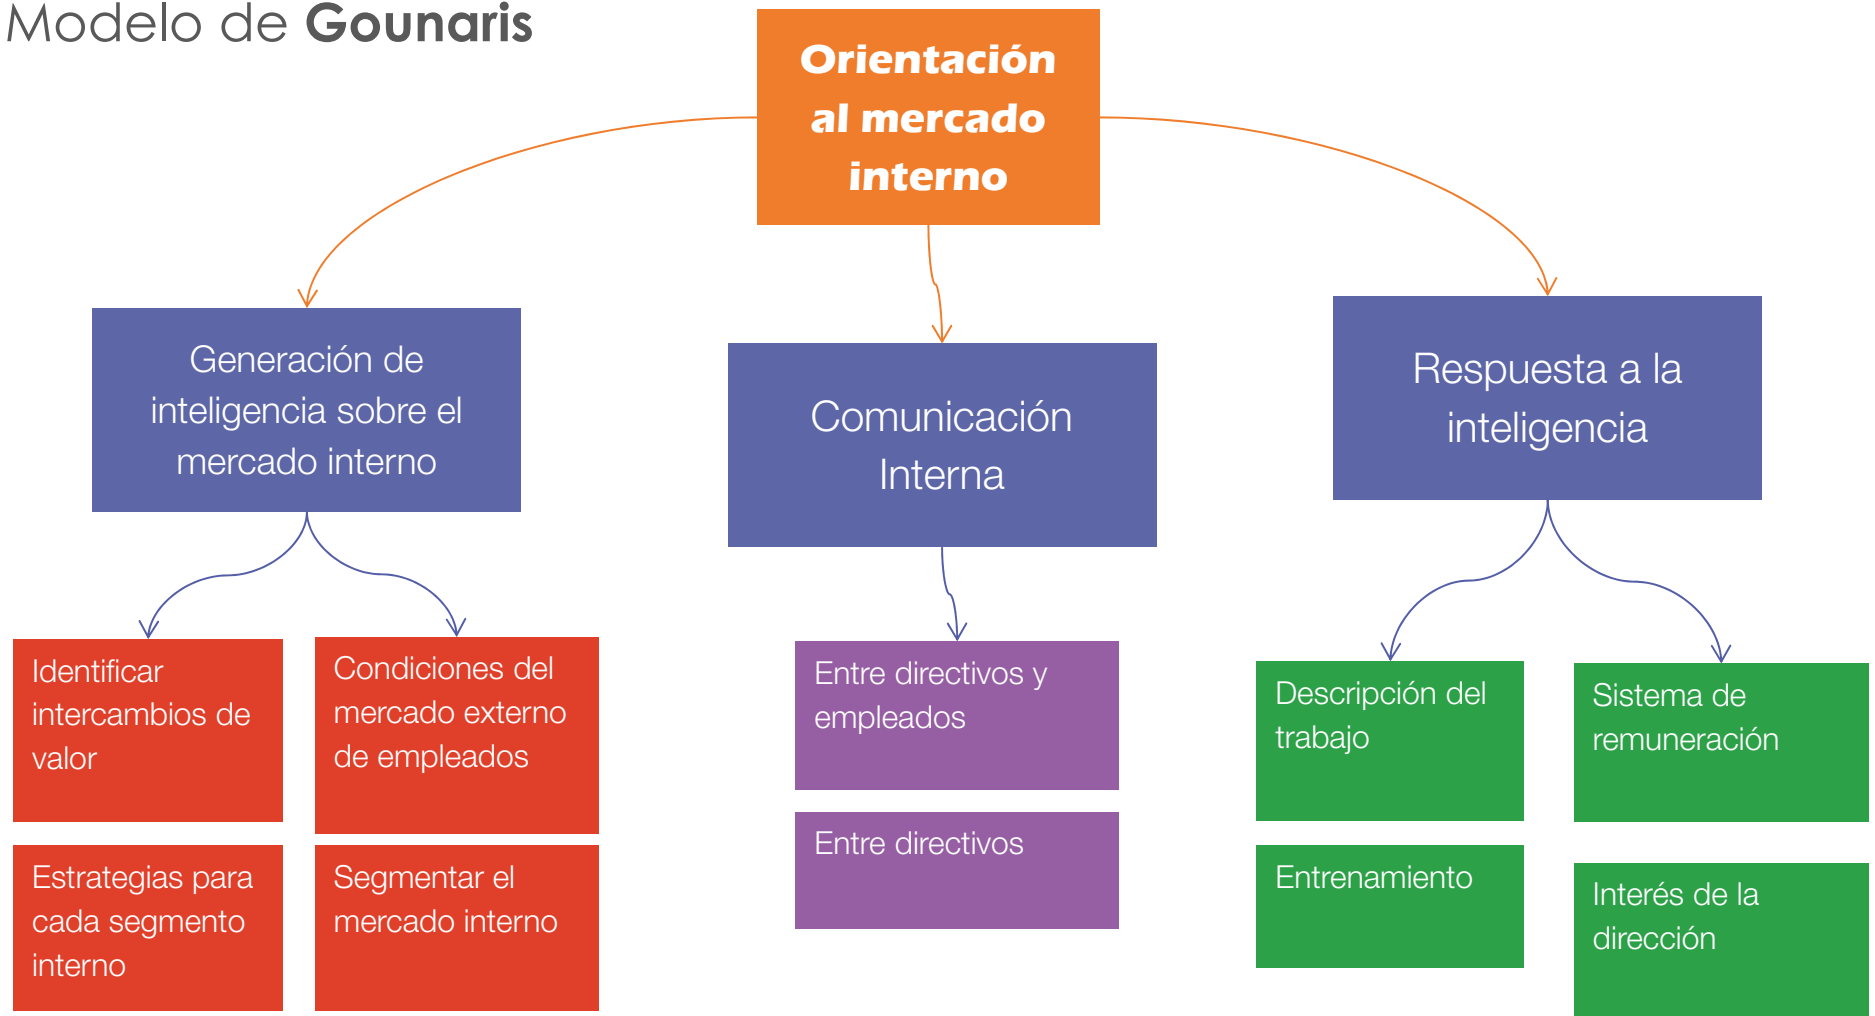 Modelo de Gounaris
Orientación
al mercado
interno
Generación de
inteligencia sobre el
mercado interno
Comunicación
Interna
Respuesta a la
inteligencia
Identificar
intercambios de
valor
Condiciones del
mercado externo
de empleados
Estrategias para
cada segmento
interno
Segmentar el
mercado interno
Entre directivos y
empleados
Entre directivos
Descripción del
trabajo
Sistema de
remuneración
Entrenamiento
Interés de la
dirección